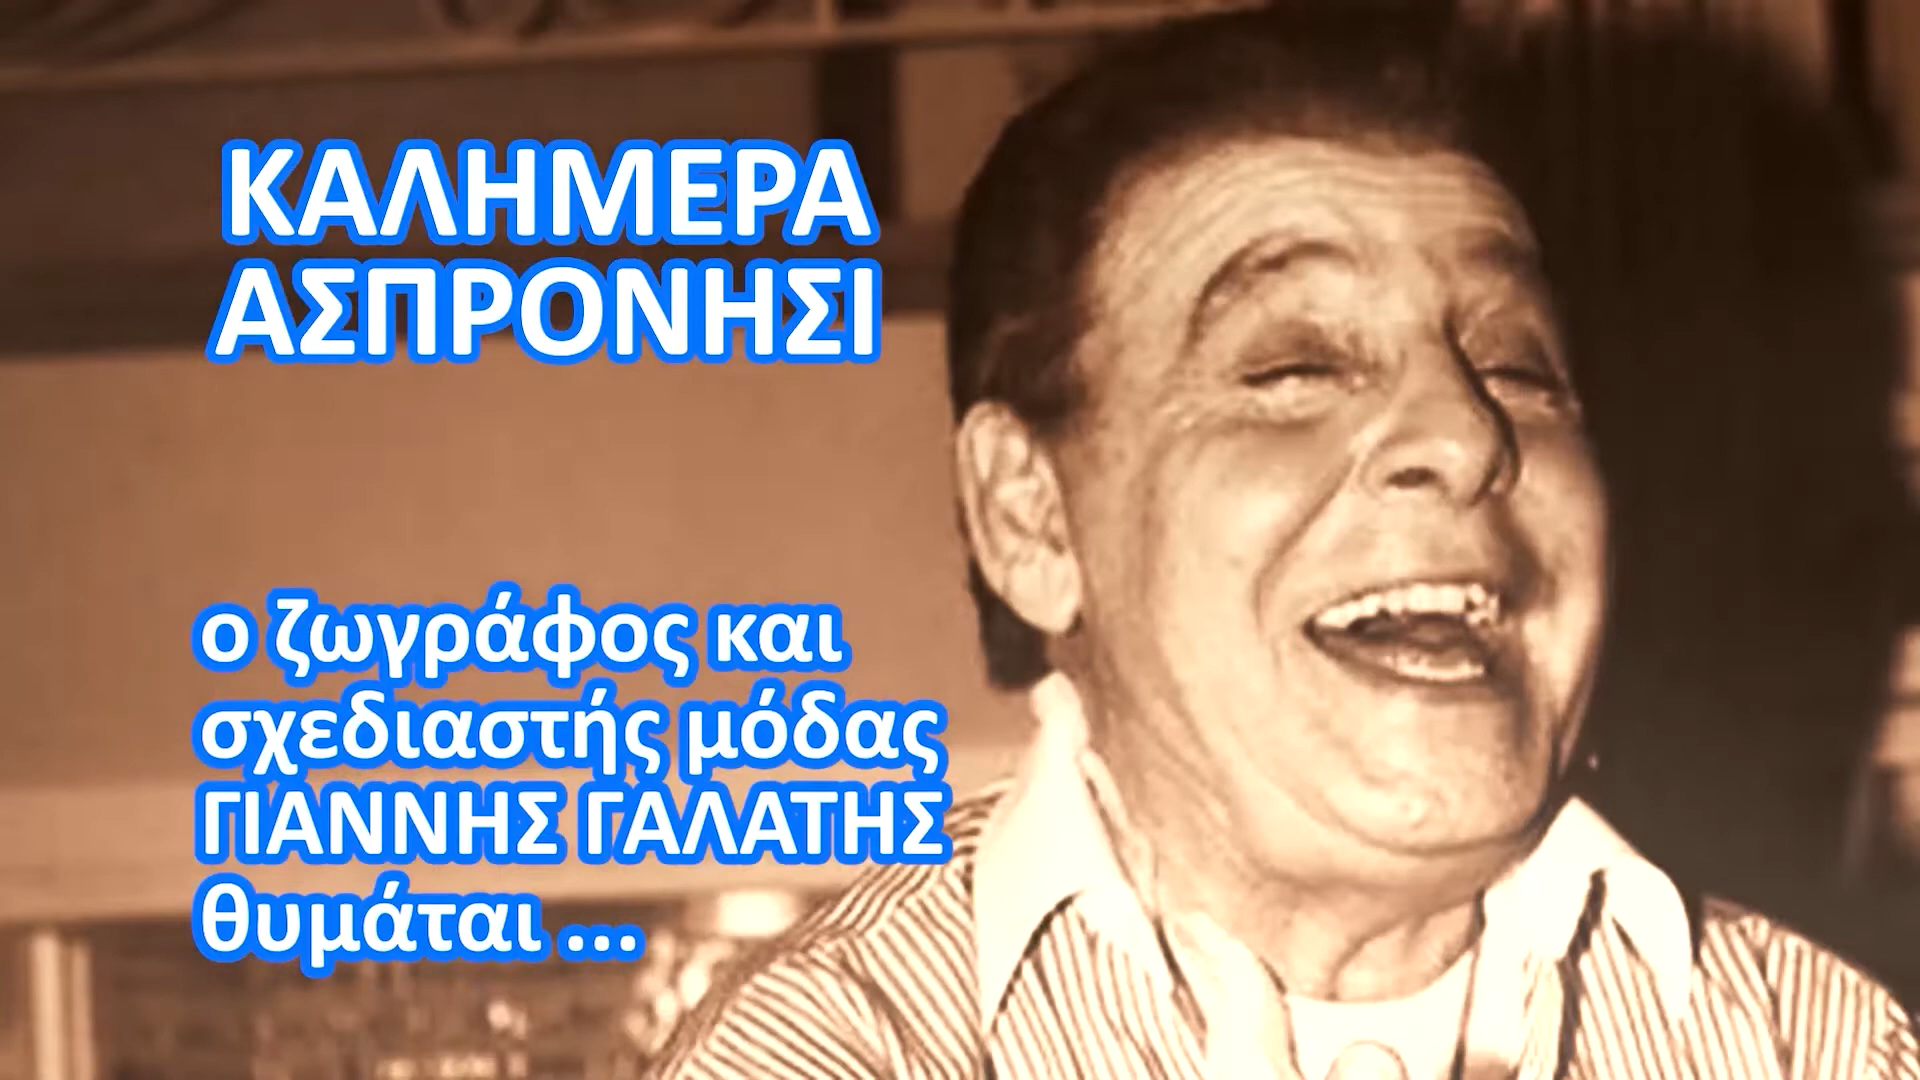 ΚΑΛΗΜΕΡΑ
ΑΣΠΡΟΝΗΣΙ
ο ζωγράφος και
σχεδιαστής μόδας
ΓΙΑΝΝΗΣ ΓΑΛΑΤΗΣ
θυμάται ...